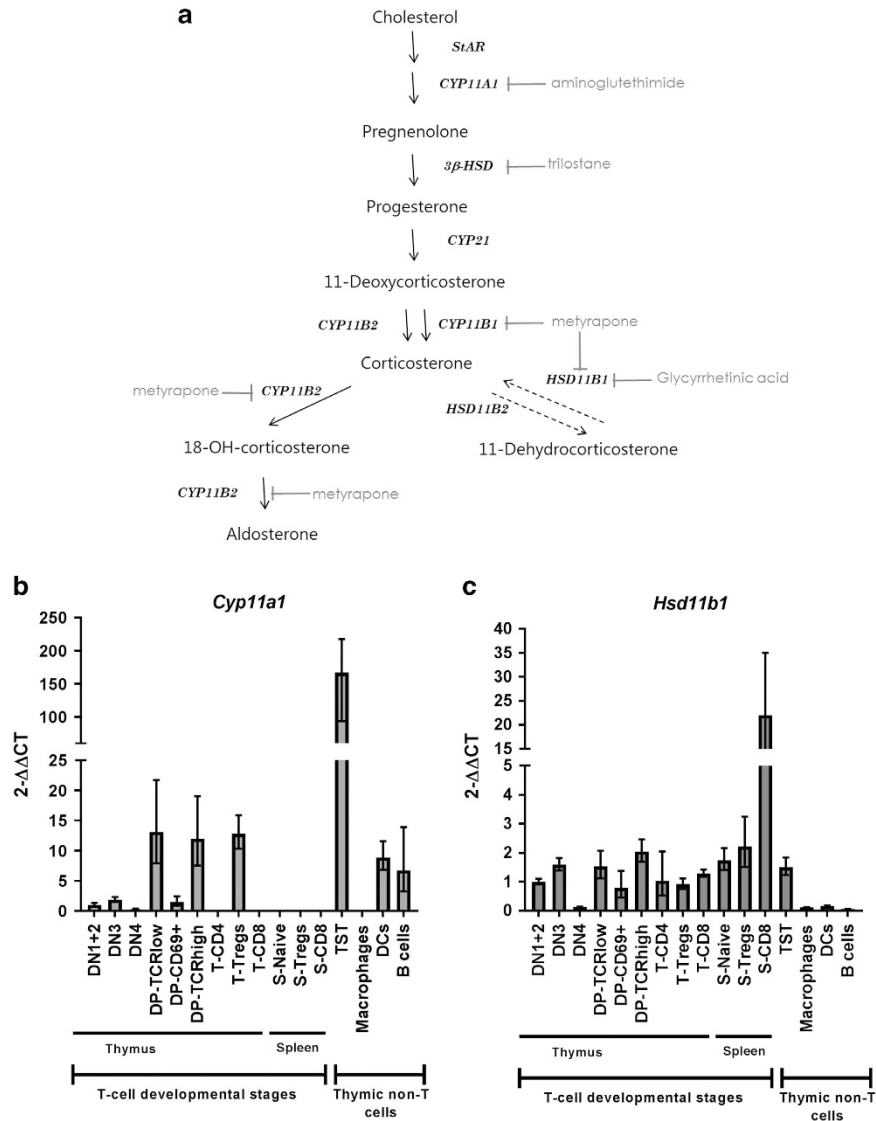 a
Cholesterol
StAR
CYP11A1 aminoglutethimide
Pregnenolone
3β-HSD trilostane
Progesterone
CYP21
11-Deoxycorticosterone
CYP11B2 CYP11B1 metyrapone
Corticosterone
HSD11B1 Glycyrrhetinic acid
metyrapone CYP11B2
HSD11B2
18-OH-corticosterone 11-Dehydrocorticosterone
CYP11B2 metyrapone
Aldosterone
b
Cyp11a1
2-ΔΔCT
250
200
150
100
25
20
15
10
5
0
DN1+2
DN3
DN4
DP-TCRlow
DP-CD69+
DP-TCRhigh
T-CD4
T-Tregs
T-CD8
S-Naive
S-Tregs
S-CD8
TST
Macrophages
DCs
B cells
Thymus Spleen
T-cell developmental stages Thymic non-T
cells
c
Hsd11b1
2-ΔΔCT
40
35
30
25
20
15
10
5
6
5
4
3
2
1
0
DN1+2
DN3
DN4
DP-TCRlow
DP-CD69+
DP-TCRhigh
T-CD4
T-Tregs
T-CD8
S-Naive
S-Tregs
S-CD8
TST
Macrophages
DCs
B cells
Thymus Spleen
T-cell developmental stages Thymic non-T
cells